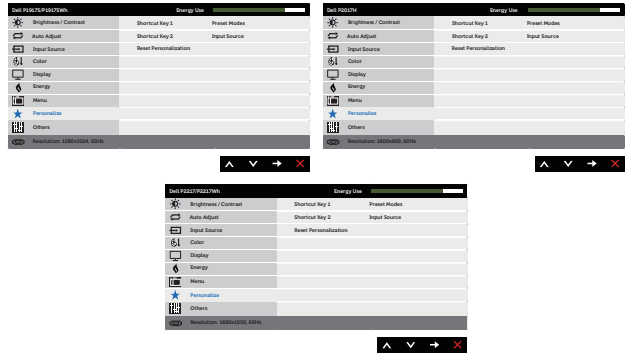 Dell P1917S/P1917SWh Energy Use
Brightness / Contrast Shortcut Key 1 Preset Modes
Auto Adjust Shortcut Key 2 Input Source
Input Source Reset Personalization
Color
Display
Energy
Menu
Personalize
Others
Resolution: 1280x1024, 60Hz
Dell P2017H Energy Use
Brightness / Contrast Shortcut Key 1 Preset Modes
Auto Adjust Shortcut Key 2 Input Source
Input Source Reset Personalization
Color
Display
Energy
Menu
Personalize
Others
Resolution: 1600x900, 60Hz
Dell P2217/P2217Wh Energy Use
Brightness / Contrast Shortcut Key 1 Preset Modes
Auto Adjust Shortcut Key 2 Input Source
Input Source Reset Personalization
Color
Display
Energy
Menu
Personalize
Others
Resolution: 1680x1050, 60Hz